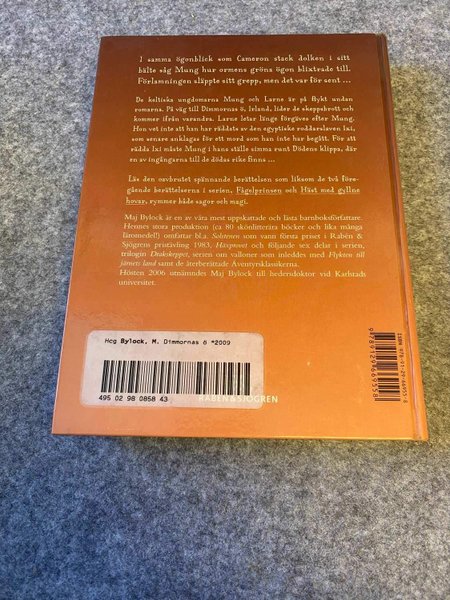 I samma ögonblick som Cameron stack dolken i sitt
bälte såg Mung hur ormens gröna ögon blixtrade till.
Förlamningen släppte sitt grepp, men det var för sent ...
De keltiska ungdomarna Mung och Larne är på flykt undan
romarna. På väg till Dimmornas ö, Irland, lider de skeppsbrott och
kommer ifrån varandra. Larne letar länge förgäves efter Mung.
Hon vet inte att han har räddats av den egyptiske roddarslaven Ixi,
som senare anklagas för ett mord som han inte har begått. För att
rädda Ixi måste Mung i hans ställe simma runt Dödens klippa, där
en av ingångarna till de dödas rike finns ...
Läs den oavbrutet spännande berättelsen som liksom de två före-
gående berättelserna i serien, Fågelprinsen och Häst med gyllne
hovar, rymmer både sagor och magi.
Maj Bylock är en av våra mest uppskattade och lästa barnboksförfattare.
Hennes stora produktion (ca 80 skönlitterära böcker och lika många
läromedel!) omfattar bl.a. Solstenen som vann första priset i Rabén &
Sjögrens pristävling 1983, Häxprovet och följande sex delar i serien,
trilogin Drakskeppet, serien om valloner som inleddes med Flykten till
järnets land samt de återberättade Äventyrsklassikerna.
Hösten 2006 utnämndes Maj Bylock till hedersdoktor vid Karlstads
universitet.
Hcg Bylock, M. Dimmornas ö *2009
495 02 98 0858 43
RABÉN & SJÖGREN
ISBN 978-91-29-66955-8
9789129669558